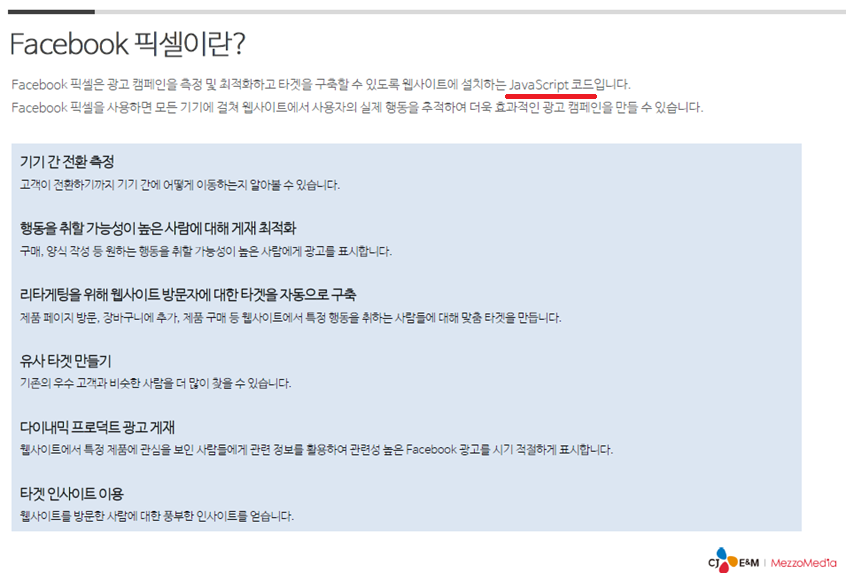 Facebook 픽셀이란?
Facebook 픽셀은 광고 캠페인을 측정 및 최적화하고 타겟을 구축할 수 있도록 웹사이트에 설치하는 JavaScript 코드입니다.
Facebook 픽셀을 사용하면 모든 기기에 걸쳐 웹사이트에서 사용자의 실제 행동을 추적하여 더욱 효과적인 광고 캠페인을 만들 수 있습니다.
기기 간 전환 측정
고객이 전환하기까지 기기 간에 어떻게 이동하는지 알아볼 수 있습니다.
행동을 취할 가능성이 높은 사람에 대해 게재 최적화
구매, 양식 작성 등 원하는 행동을 취할 가능성이 높은 사람에게 광고를 표시합니다.
리타게팅을 위해 웹사이트 방문자에 대한 타겟을 자동으로 구축
제품 페이지 방문, 장바구니에 추가, 제품 구매 등 웹사이트에서 특정 행동을 취하는 사람들에 대해 맞춤 타겟을 만듭니다.
유사 타겟 만들기
기존의 우수 고객과 비슷한 사람을 더 많이 찾을 수 있습니다.
다이내믹 프로덕트 광고 게재
웹사이트에서 특정 제품에 관심을 보인 사람들에게 관련 정보를 활용하여 관련성 높은 Facebook 광고를 시기 적절하게 표시합니다.
타겟 인사이트 이용
웹사이트를 방문한 사람에 대한 풍부한 인사이트를 얻습니다.
CJ E&M | MezzoMedia